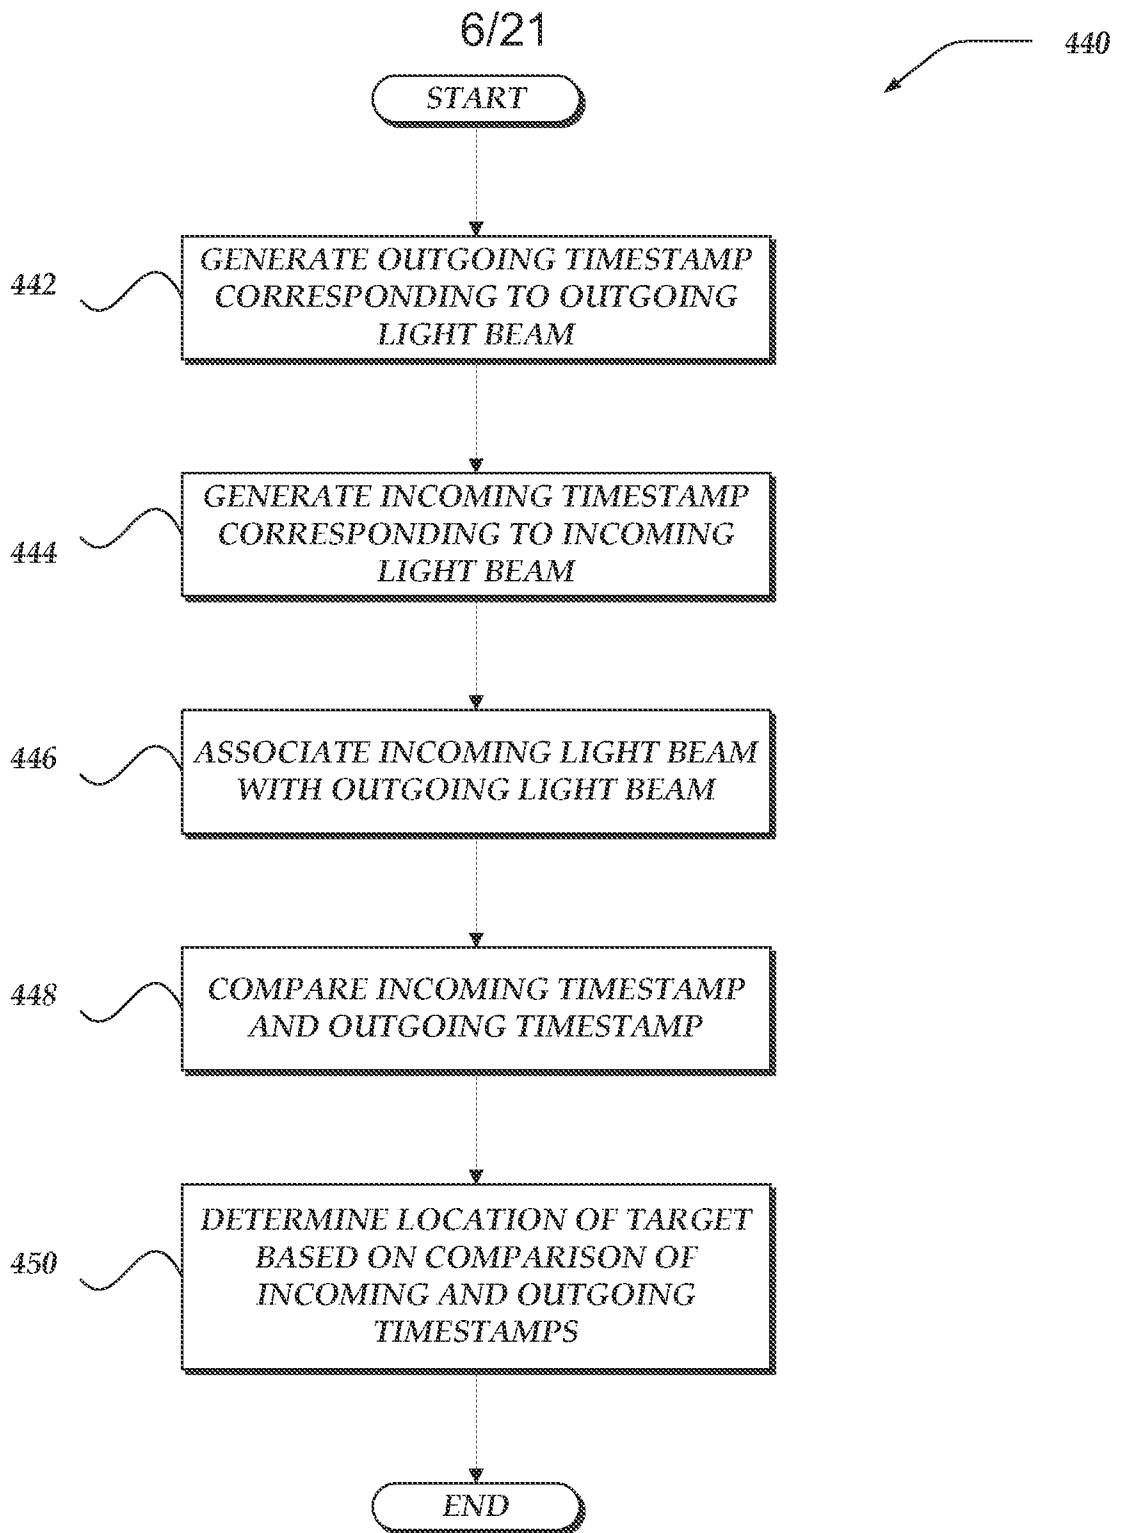 6/21
440
START
442
GENERATE OUTGOING TIMESTAMP
CORRESPONDING TO OUTGOING
LIGHT BEAM
444
GENERATE INCOMING TIMESTAMP
CORRESPONDING TO INCOMING
LIGHT BEAM
446
ASSOCIATE INCOMING LIGHT BEAM
WITH OUTGOING LIGHT BEAM
448
COMPARE INCOMING TIMESTAMP
AND OUTGOING TIMESTAMP
450
DETERMINE LOCATION OF TARGET
BASED ON COMPARISON OF
INCOMING AND OUTGOING
TIMESTAMPS
END